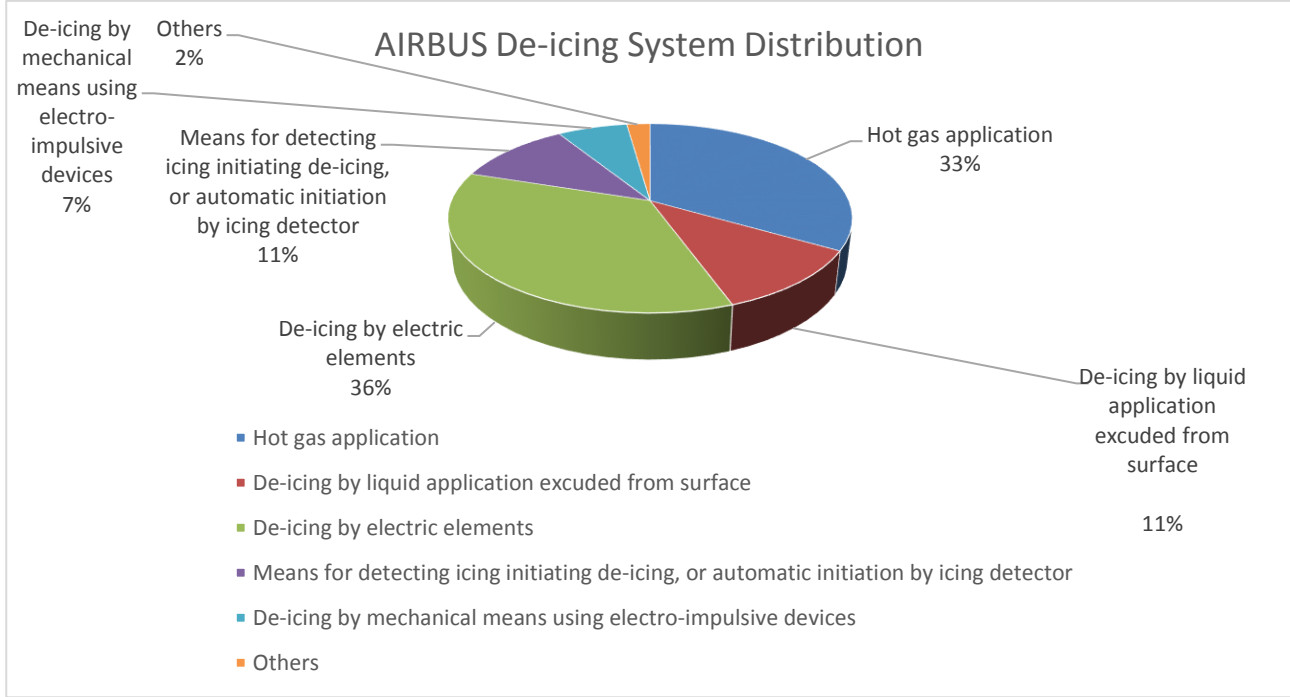 AIRBUS De-icing System Distribution
De-icing by
mechanical
means using
electro-
impulsive
devices
7%
Others
2%
Means for detecting
icing initiating de-icing,
or automatic initiation
by icing detector
11%
Hot gas application
33%
De-icing by electric
elements
36%
De-icing by liquid
application
excuded from
surface
11%
Hot gas application
De-icing by liquid application excuded from surface
De-icing by electric elements
Means for detecting icing initiating de-icing, or automatic initiation by icing detector
De-icing by mechanical means using electro-impulsive devices
Others